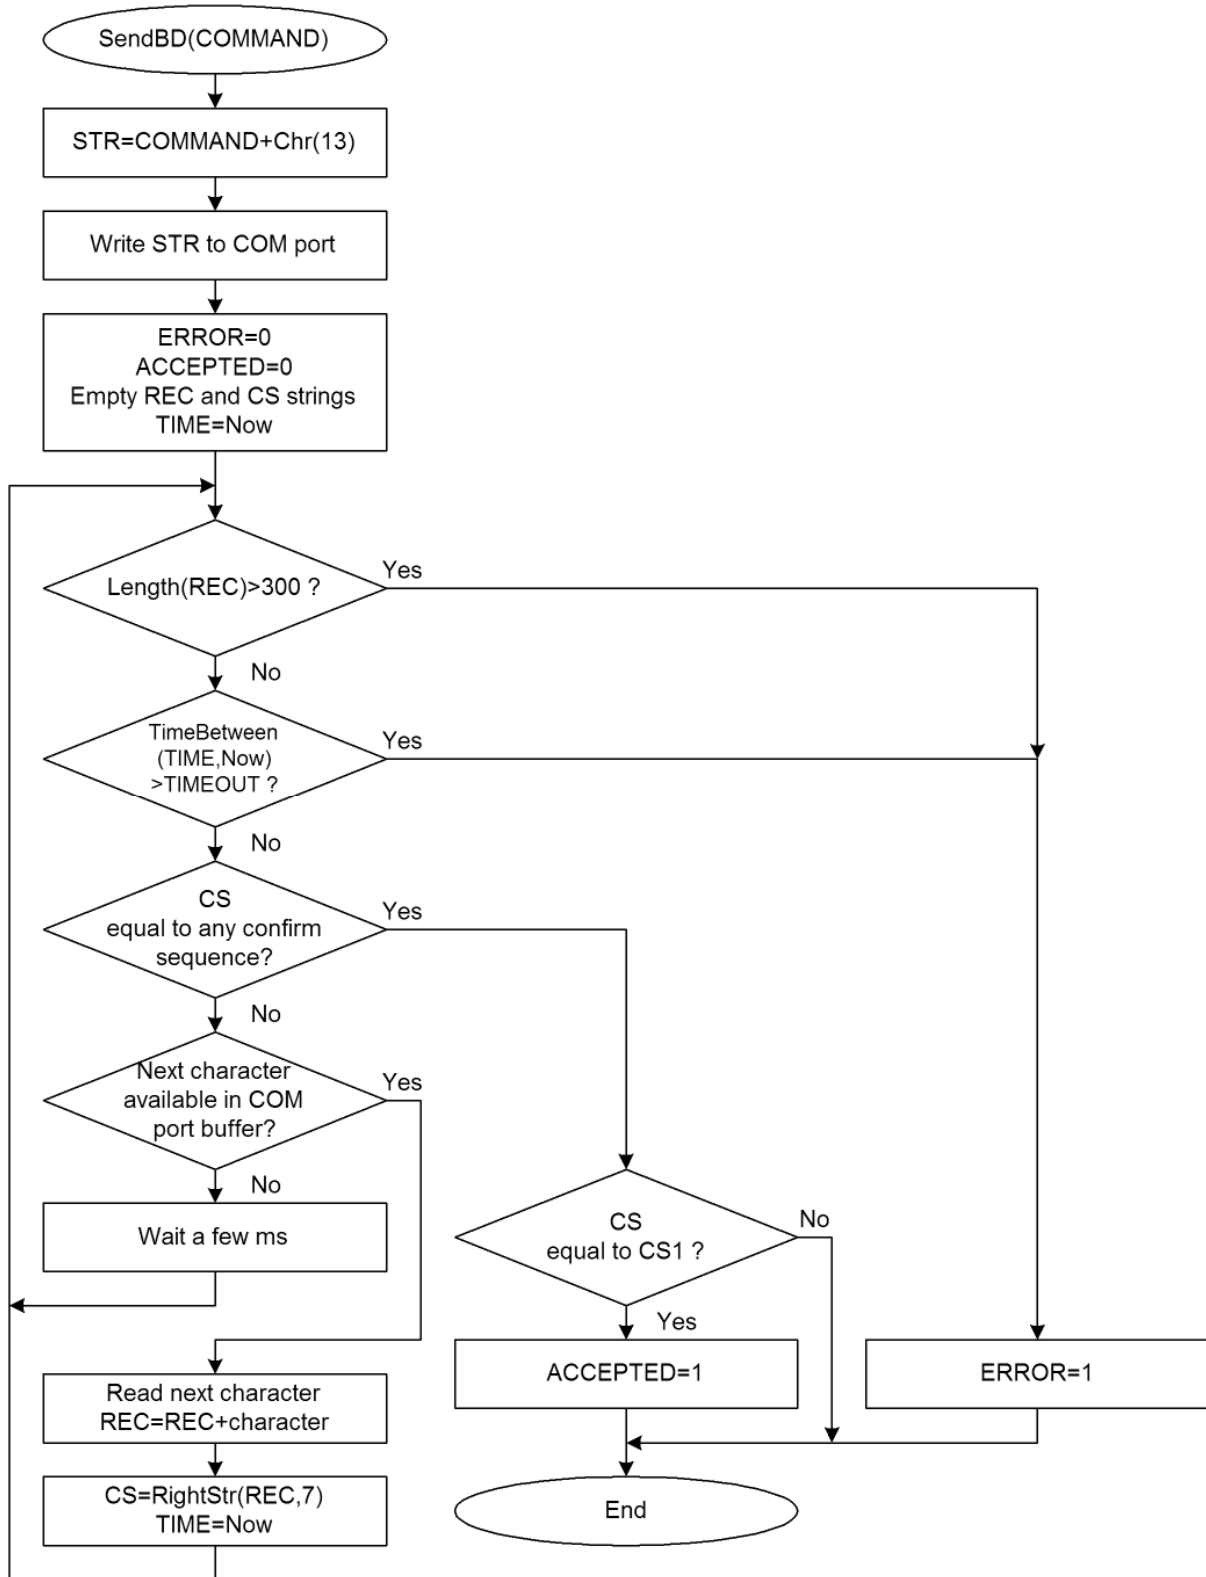 SendBD(COMMAND)
STR=COMMAND+Chr(13)
Write STR to COM port
ERROR=0
ACCEPTED=0
Empty REC and CS strings
TIME=Now
Length(REC)>300 ?
Yes
No
TimeBetween
(TIME,Now)
>TIMEOUT ?
Yes
No
CS
equal to any confirm
sequence?
Yes
No
Next character
available in COM
port buffer?
Yes
No
Wait a few ms
CS
equal to CS1 ?
No
Yes
ACCEPTED=1
ERROR=1
Read next character
REC=REC+character
CS=RightStr(REC,7)
TIME=Now
End